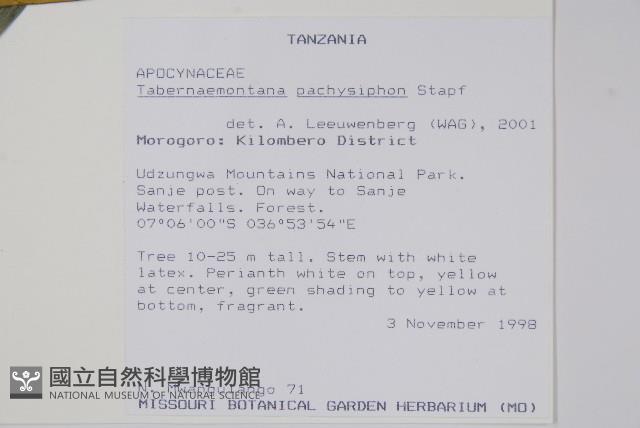 TANZANIA
APOCYNACEAE
Tabernaemontana pachysiphon Stapf
det. A. Leeuwenberg (WAG), 2001
Morogoro: Kilombero District
Udzungwa Mountains National Park.
Sanje post. On way to Sanje
Waterfalls. Forest.
07°06'00"S 036°53'54"E
Tree 10-25 m tall. Stem with white
latex. Perianth white on top, yellow
at center, green shading to yellow at
bottom, fragrant.
3 November 1998
國立自然科學博物館
N. 71
NATIONAL MUSEUM OF NATURAL SCIENCE
MISSOURI BOTANICAL GARDEN HERBARIUM (MO)